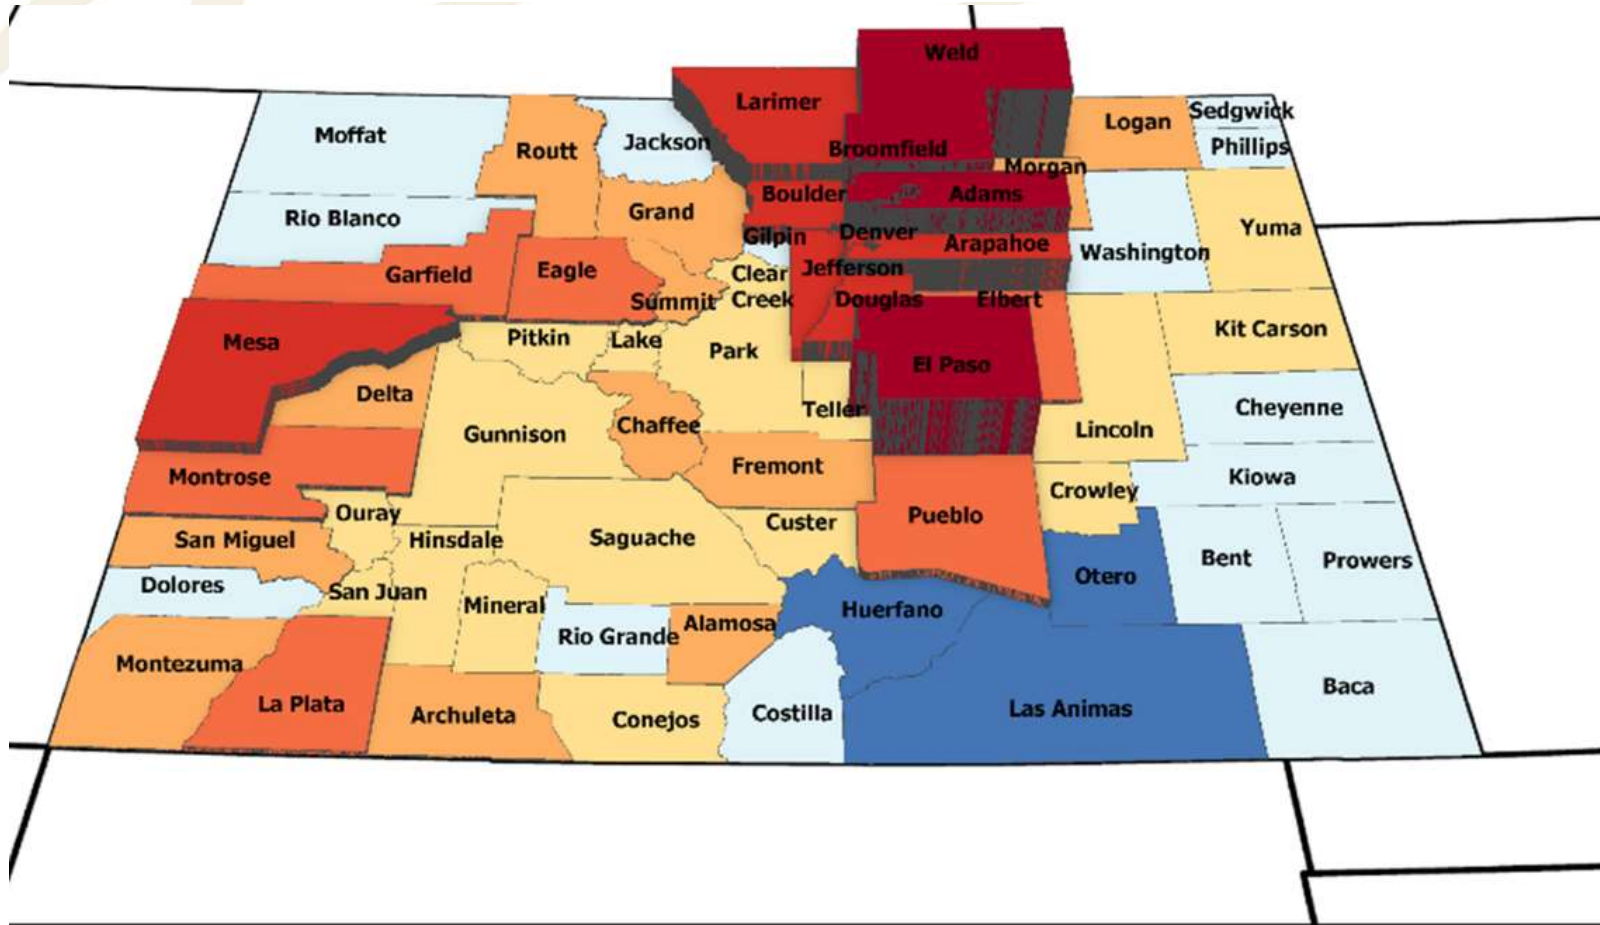 Weld
Larimer
Sedgwick
Logan
Moffat
Jackson
Routt
Broomfield
Phillips
Morgan
Boulder
Adams
Grand
Rio Blanco
Yuma
Gilpin
Denver
Arapahoe
Washington
Garfield
Eagle
Clear
Creek
Jefferson
Summit
Douglas
Elbert
Kit Carson
Mesa
Pitkin
Lake
Park
El Paso
Delta
Teller
Cheyenne
Gunnison
Chaffee
Lincoln
Montrose
Fremont
Kiowa
Crowley
Ouray
Custer
Pueblo
San Miguel
Hinsdale
Saguache
Bent
Prowers
Dolores
Otero
San Juan
Mineral
Huerfano
Rio Grande
Alamosa
Montezuma
Baca
La Plata
Archuleta
Conejos
Costilla
Las Animas